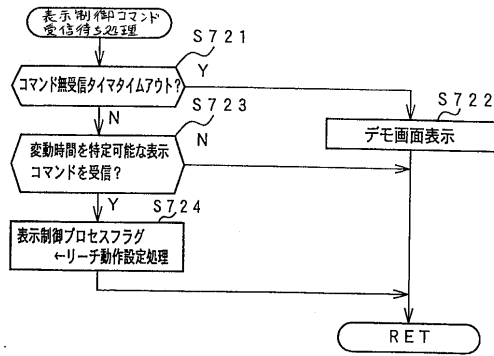 表示制御コマンド
受信待ち処理
S721
コマンド無受信タイマタイムアウト?
Y
N
S722
デモ画面表示
S723
変動時間を特定可能な表示
コマンドを受信?
N
Y
S724
表示制御プロセスフラグ
←リーチ動作設定処理
RET